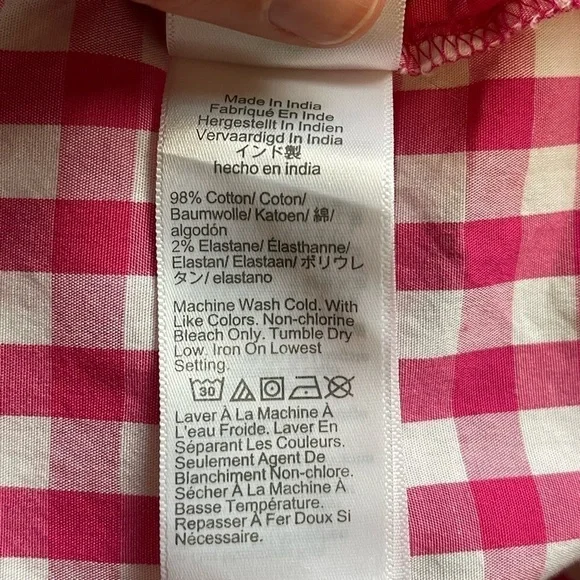 Made In India
Fabriqué En Inde
Hergestellt In Indien
Vervaardigd In India
インド製
hecho en india
98% Cotton/ Coton/
Baumwolle/ Katoen/ 綿/
algodón
2% Elastane/ Élasthanne/
Elastan/ Elastaan/ ポリウレ
タン/ elastano
Machine Wash Cold. With
Like Colors. Non-chlorine
Bleach Only. Tumble Dry
Low. Iron On Lowest
Setting.
30
Laver À La Machine À
L'eau Froide. Laver En
Séparant Les Couleurs.
Seulement Agent De
Blanchiment Non-chlore.
Sécher À La Machine À
Basse Température.
Repasser À Fer Doux Si
Nécessaire.